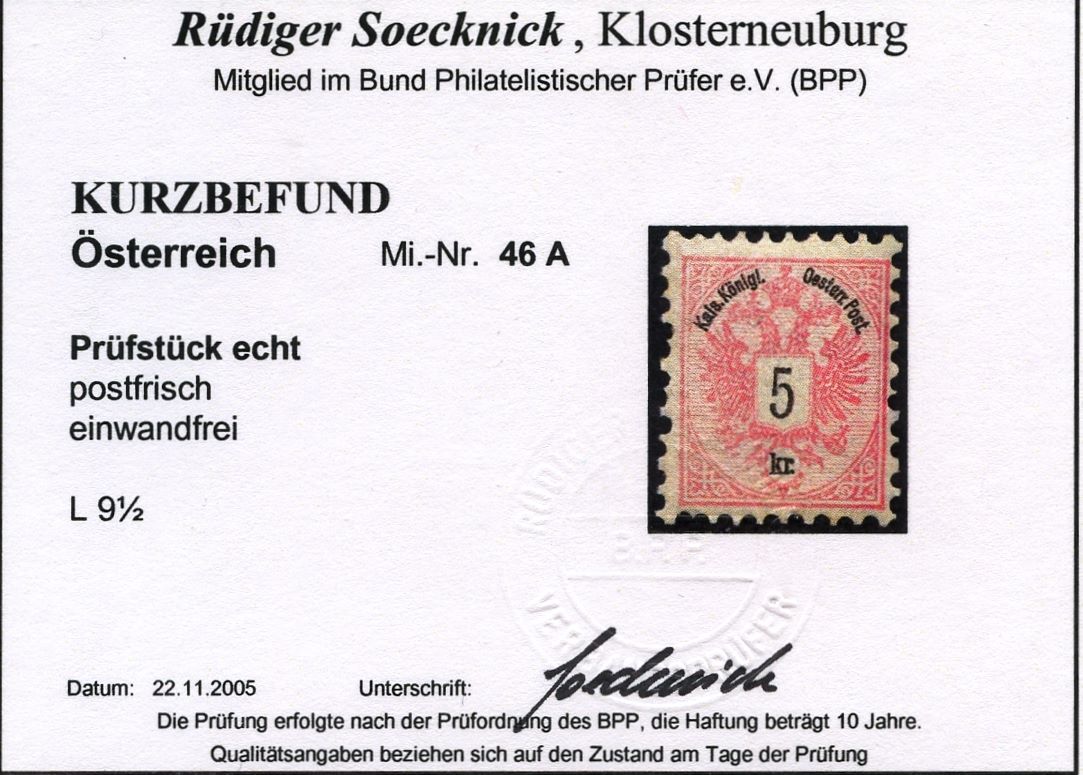 Rüdiger Soecknick, Klosterneuburg
Mitglied im Bund Philatelistischer Prüfer e.V. (BPP)
KURZBEFUND
Österreich Mi.-Nr. 46 A
Kais. Königl. Oesterr. Post.
5
kr.
Prüfstück echt
postfrisch
einwandfrei
L 9½
B.P.P.
Datum: 22.11.2005 Unterschrift: Soecknick
Die Prüfung erfolgte nach der Prüfordnung des BPP, die Haftung beträgt 10 Jahre.
Qualitätsangaben beziehen sich auf den Zustand am Tage der Prüfung